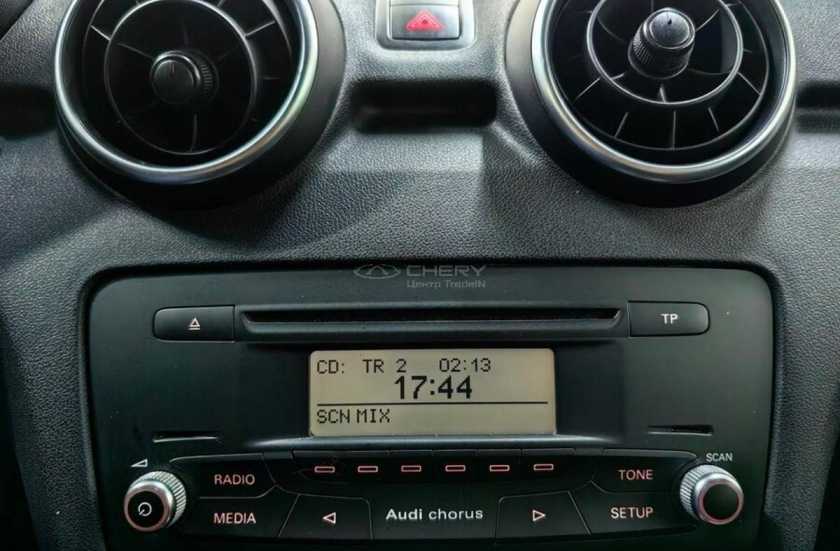 CHERY
Центр TradeIN
TP
CD: TR 2 02:13
17:44
SCN MIX
SCAN
RADIO
TONE
MEDIA
Audi chorus
SETUP